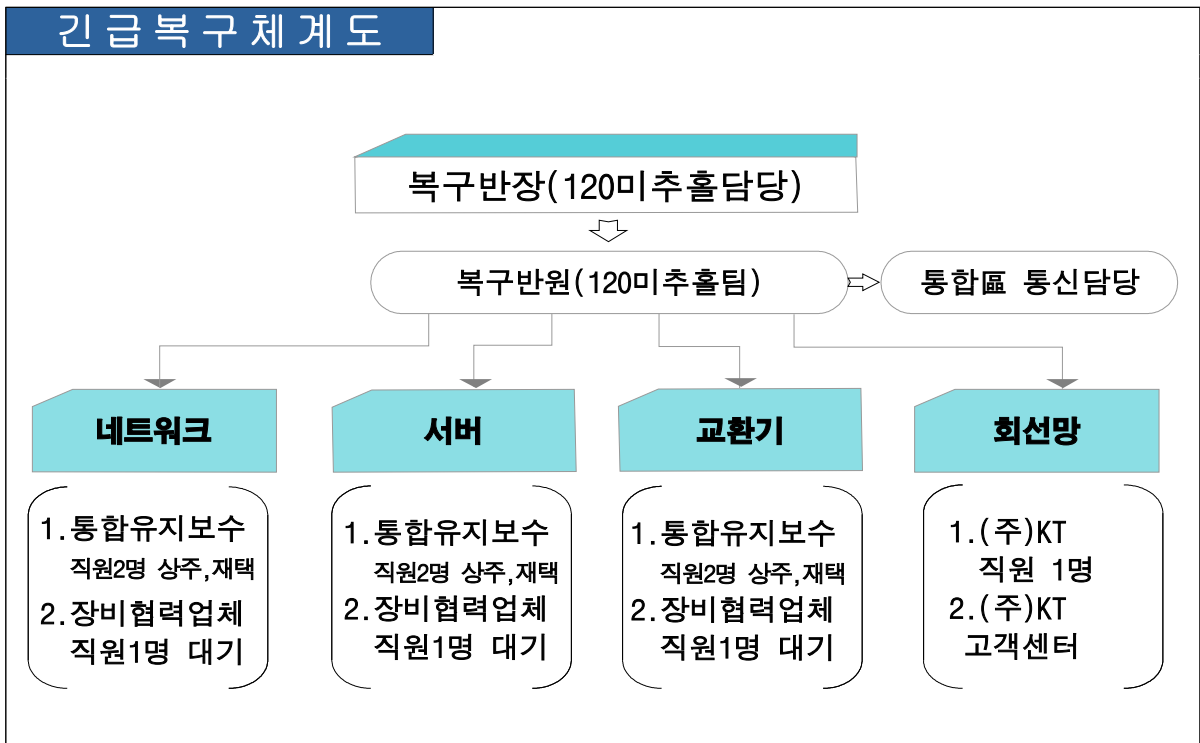 긴급복구체계도
복구반장(120미추홀담당)
복구반원(120미추홀팀)
통합區 통신담당
네트워크
1.통합유지보수
직원2명 상주,재택
2.장비협력업체
직원1명 대기
서버
1.통합유지보수
직원2명 상주,재택
2.장비협력업체
직원1명 대기
교환기
1.통합유지보수
직원2명 상주,재택
2.장비협력업체
직원1명 대기
회선망
1.(주)KT
직원 1명
2.(주)KT
고객센터